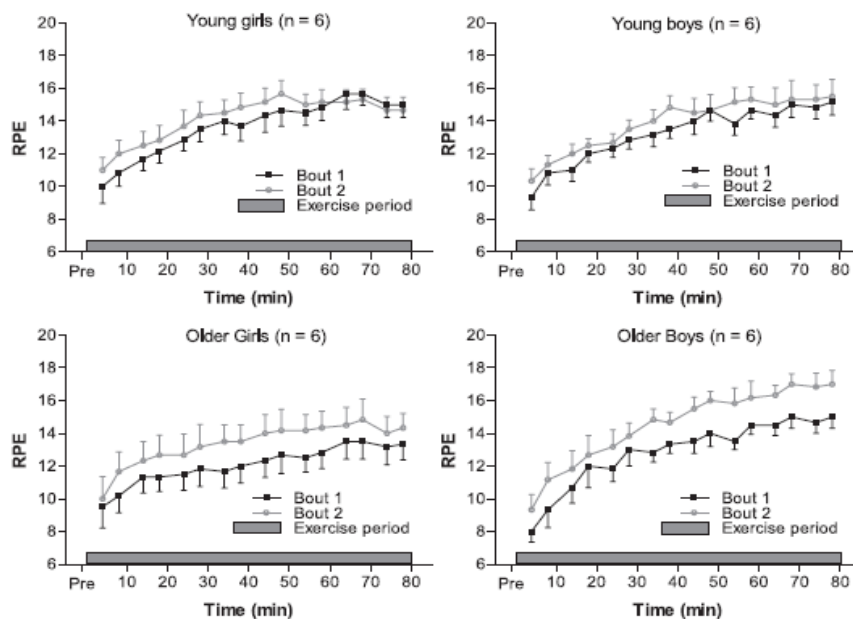 Young girls (n = 6)
20
18
16
14
12
10
8
6
RPE
Bout 1
Bout 2
Exercise period
Pre 10 20 30 40 50 60 70 80
Time (min)
Young boys (n = 6)
20
18
16
14
12
10
8
6
RPE
Bout 1
Bout 2
Exercise period
Pre 10 20 30 40 50 60 70 80
Time (min)
Older Girls (n = 6)
20
18
16
14
12
10
8
6
RPE
Bout 1
Bout 2
Exercise period
Pre 10 20 30 40 50 60 70 80
Time (min)
Older Boys (n = 6)
20
18
16
14
12
10
8
6
RPE
Bout 1
Bout 2
Exercise period
Pre 10 20 30 40 50 60 70 80
Time (min)